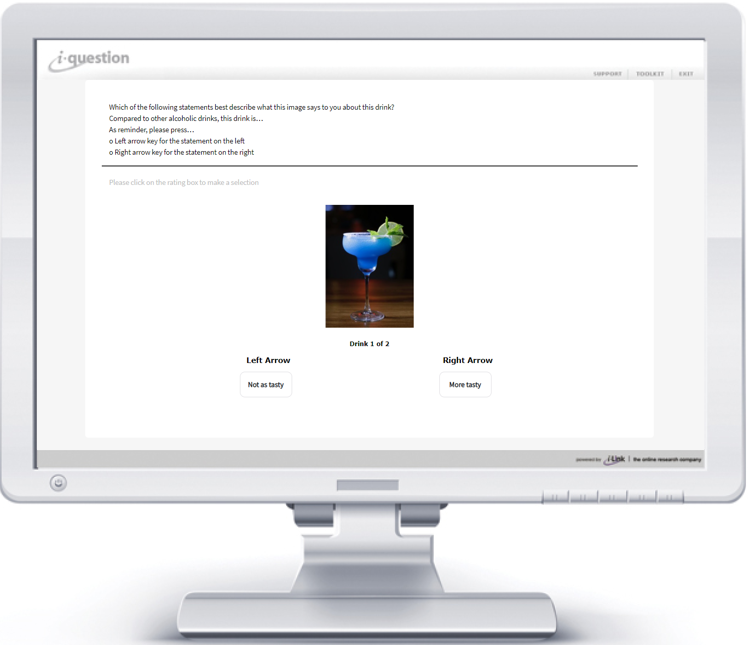 i-question
SUPPORT TOOLKIT EXIT
Which of the following statements best describe what this image says to you about this drink?
Compared to other alcoholic drinks, this drink is…
As reminder, please press…
o Left arrow key for the statement on the left
o Right arrow key for the statement on the right
Please click on the rating box to make a selection
Drink 1 of 2
Left Arrow Right Arrow
Not as tasty More tasty
powered by i-Link | the online research company